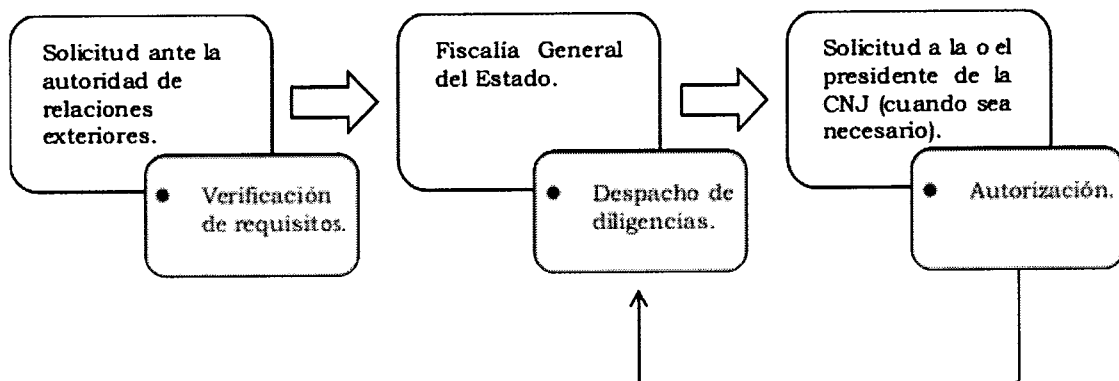 Solicitud ante la
autoridad de
relaciones
exteriores.
• Verificación
de requisitos.
Fiscalía General
del Estado.
• Despacho de
diligencias.
Solicitud a la o el
presidente de la
CNJ (cuando sea
necesario).
• Autorización.